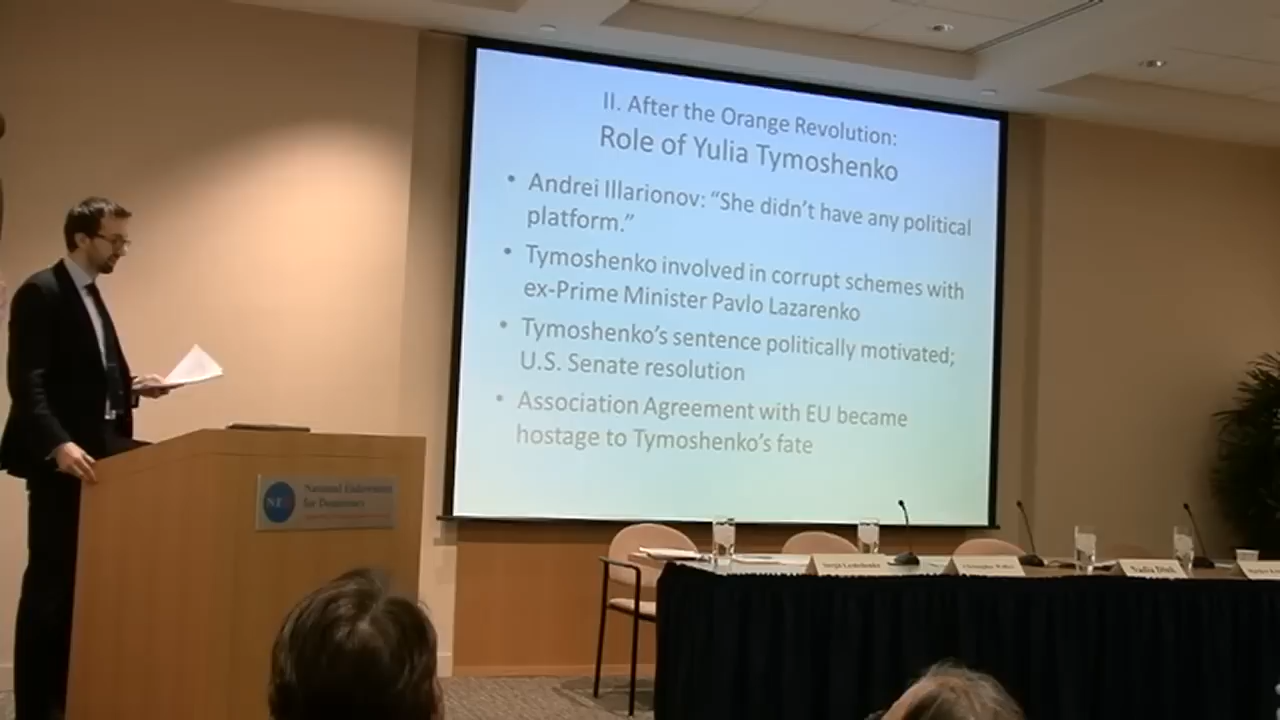 II. After the Orange Revolution:
Role of Yulia Tymoshenko
• Andrei Illarionov: “She didn’t have any political
platform.”
• Tymoshenko involved in corrupt schemes with
ex-Prime Minister Pavlo Lazarenko
• Tymoshenko’s sentence politically motivated;
U.S. Senate resolution
• Association Agreement with EU became
hostage to Tymoshenko’s fate
National Endowment
for Democracy
Nadia Diuk